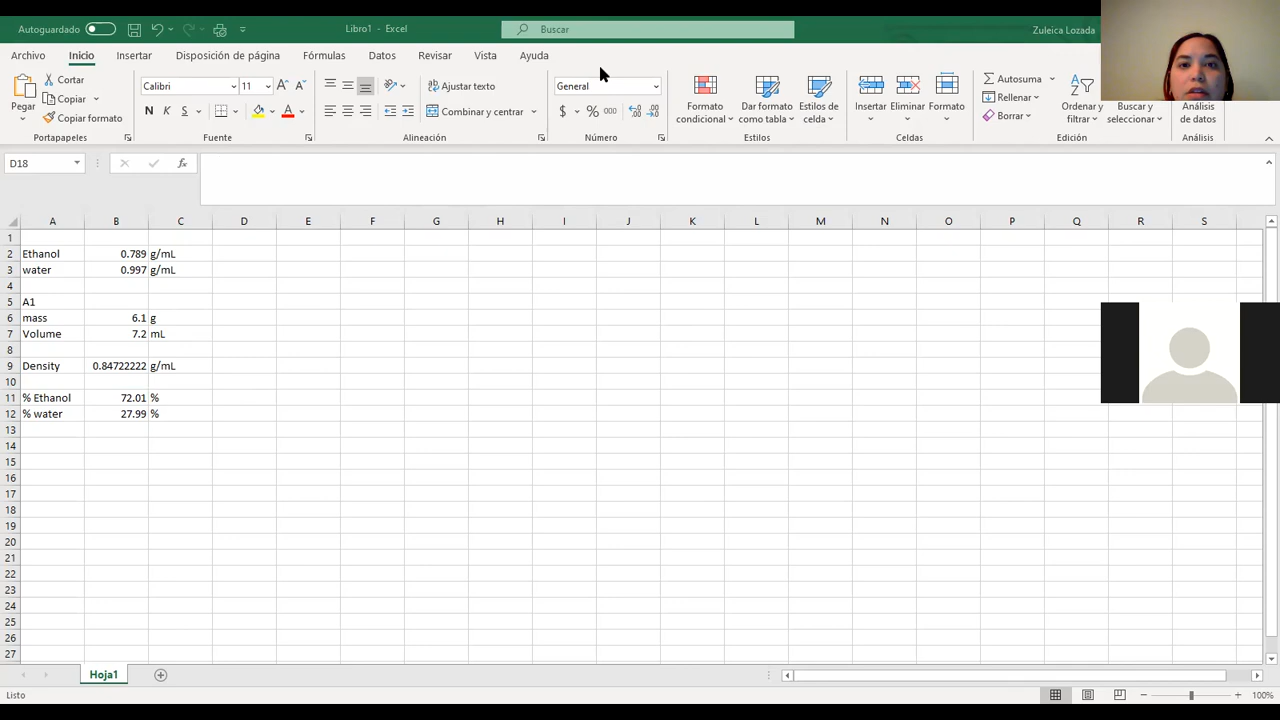 Autoguardado Libro1 - Excel Buscar Zuleica Lozada
Archivo Inicio Insertar Disposición de página Fórmulas Datos Revisar Vista Ayuda
Pegar
Cortar
Copiar
Copiar formato
Portapapeles
Calibri 11
N K S
Fuente
Ajustar texto
Combinar y centrar
Alineación
General
$ % 000
Número
Formato condicional
Dar formato como tabla
Estilos de celda
Estilos
Insertar Eliminar Formato
Celdas
Autosuma
Rellenar
Borrar
Ordenar y filtrar
Buscar y seleccionar
Edición
Análisis de datos
Análisis
D18 fx
A B C D E F G H I J K L M N O P Q R S
1
2 Ethanol 0.789 g/mL
3 water 0.997 g/mL
4
5 A1
6 mass 6.1 g
7 Volume 7.2 mL
8
9 Density 0.84722222 g/mL
10
11 % Ethanol 72.01 %
12 % water 27.99 %
13
14
15
16
17
18
19
20
21
22
23
24
25
26
27
Hoja1
Listo 100%